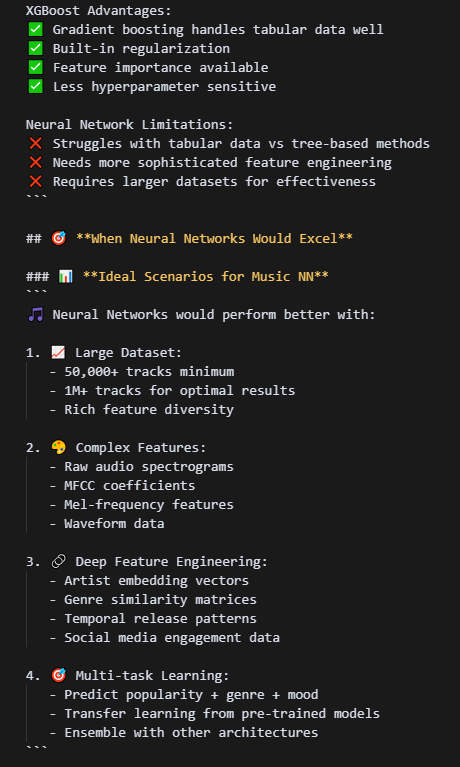 XGBoost Advantages:
✅ Gradient boosting handles tabular data well
✅ Built-in regularization
✅ Feature importance available
✅ Less hyperparameter sensitive

Neural Network Limitations:
❌ Struggles with tabular data vs tree-based methods
❌ Needs more sophisticated feature engineering
❌ Requires larger datasets for effectiveness
```

## 🎯 **When Neural Networks Would Excel**

### 📊 **Ideal Scenarios for Music NN**
```
🎵 Neural Networks would perform better with:

1. 📈 Large Dataset:
   - 50,000+ tracks minimum
   - 1M+ tracks for optimal results
   - Rich feature diversity

2. 🎨 Complex Features:
   - Raw audio spectrograms
   - MFCC coefficients
   - Mel-frequency features
   - Waveform data

3. 🔗 Deep Feature Engineering:
   - Artist embedding vectors
   - Genre similarity matrices
   - Temporal release patterns
   - Social media engagement data

4. 🎯 Multi-task Learning:
   - Predict popularity + genre + mood
   - Transfer learning from pre-trained models
   - Ensemble with other architectures
```